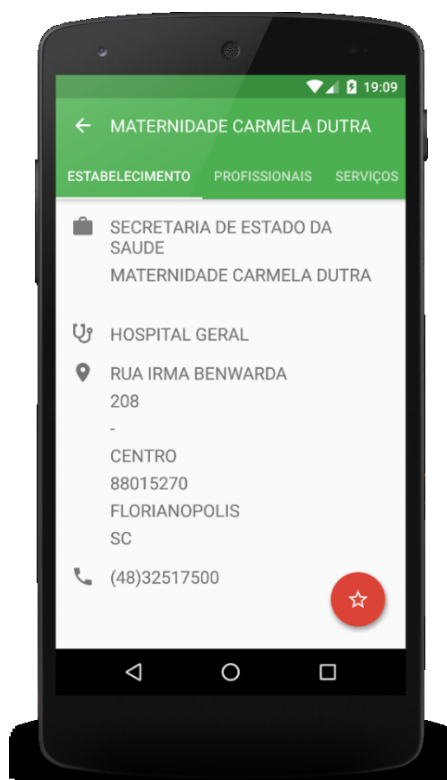 19:09
MATERNIDADE CARMELA DUTRA
ESTABELECIMENTO PROFISSIONAIS SERVIÇOS
SECRETARIA DE ESTADO DA
SAUDE
MATERNIDADE CARMELA DUTRA
HOSPITAL GERAL
RUA IRMA BENWARDA
208
-
CENTRO
88015270
FLORIANOPOLIS
SC
(48)32517500